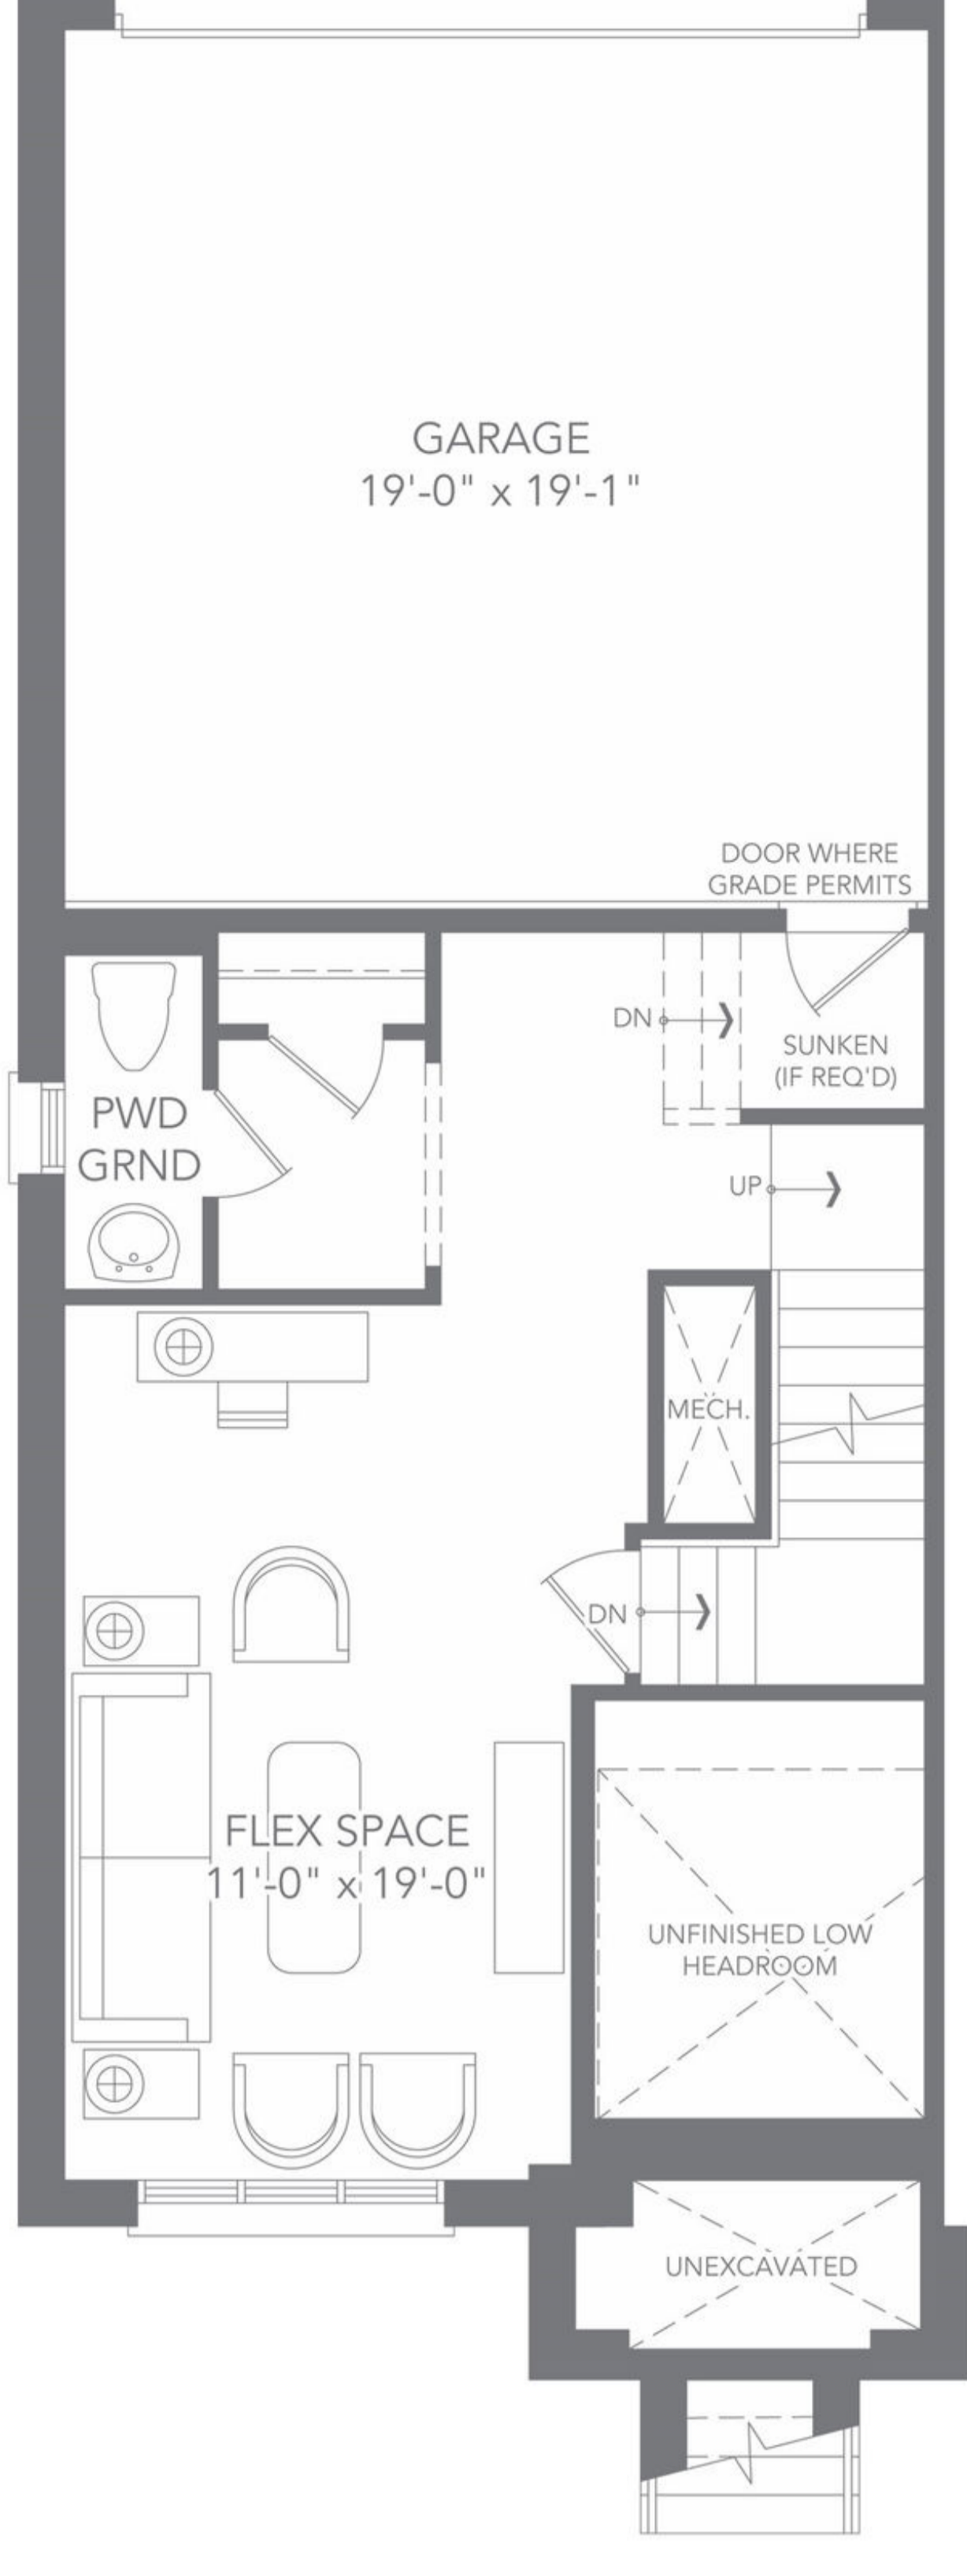 GARAGE
19'-0" x 19'-1"
DOOR WHERE
GRADE PERMITS
DN
SUNKEN
(IF REQ'D)
PWD
GRND
UP
MECH.
DN
FLEX SPACE
11'-0" x 19'-0"
UNFINISHED LOW
HEADROOM
UNEXCAVATED